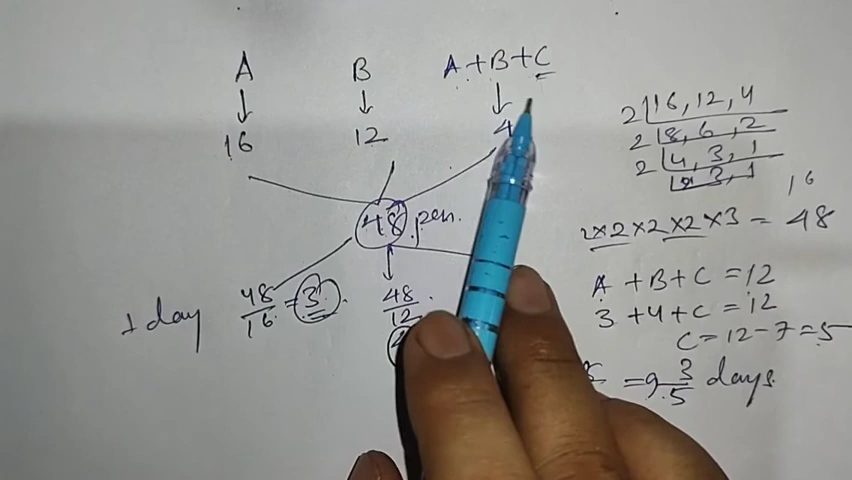 A B A+B+C
16 12 4
48 pen.
1 day 48/16 = 3. 48/12
2 | 16, 12, 4
2 | 8, 6, 2
2 | 4, 3, 1
3, 1
16
2×2×2×2×3 = 48
A + B + C = 12
3 + 4 + C = 12
C = 12 - 7 = 5
= 9 3/5 days.